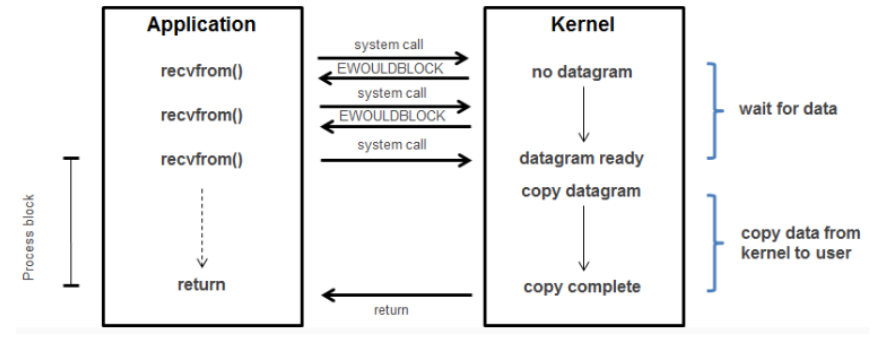 Application
Kernel
system call
recvfrom()
EWOULDBLOCK
no datagram
system call
wait for data
recvfrom()
EWOULDBLOCK
system call
recvfrom()
datagram ready
copy datagram
Process block
copy data from
kernel to user
return
copy complete
return